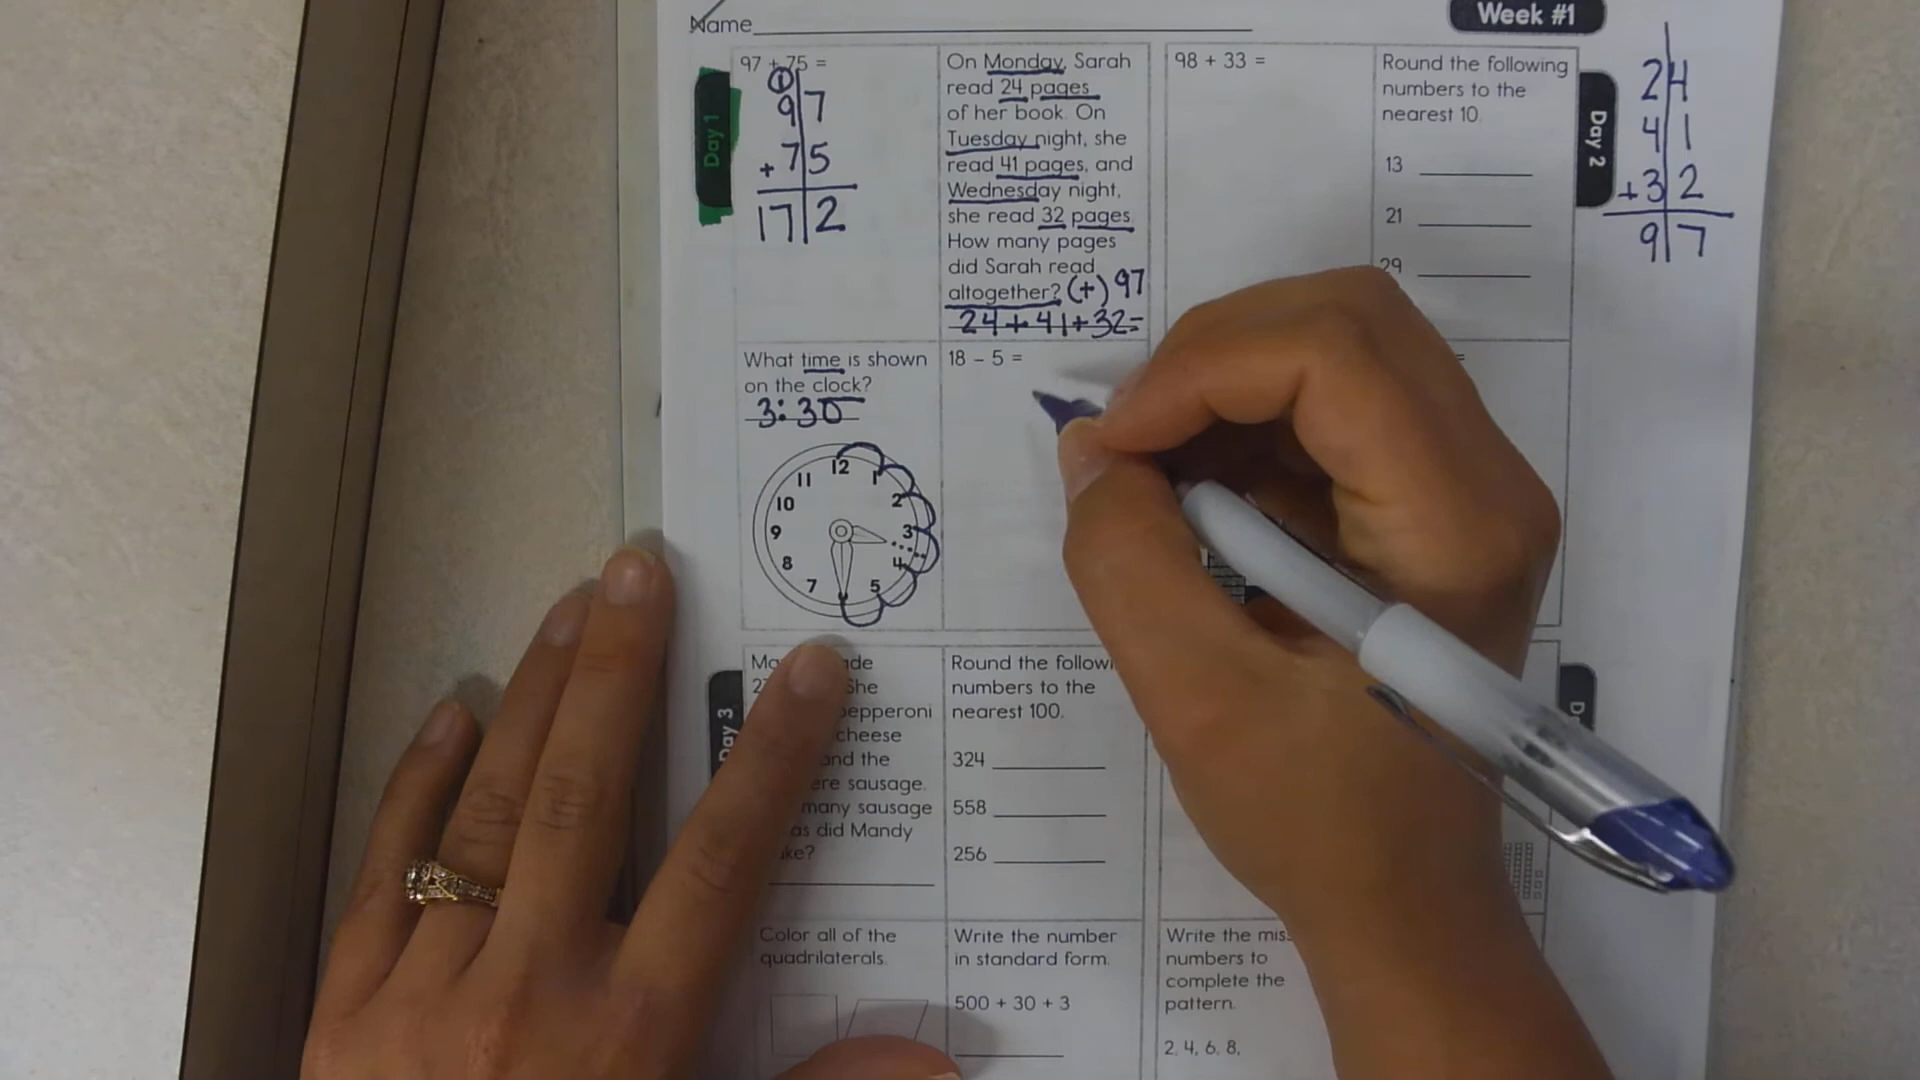 Name
Week #1
Day 1
97 + 75 =
1
97
+ 75
172
On Monday, Sarah
read 24 pages
of her book. On
Tuesday night, she
read 41 pages, and
Wednesday night,
she read 32 pages.
How many pages
did Sarah read
altogether? (+) 97
24 + 41 + 32 =
What time is shown
on the clock?
3:30
12
1
2
3
4
5
7
8
9
10
11
18 - 5 =
98 + 33 =
Round the following
numbers to the
nearest 10.
13
21
29
=
Day 2
24
41
+ 32
97
Day 3
She
pepperoni
cheese
and the
sausage.
many sausage
did Mandy
Round the
numbers to the
nearest 100.
324
558
256
Color all of the
quadrilaterals.
Write the number
in standard form.
500 + 30 + 3
Write the
numbers to
complete the
pattern.
2, 4, 6, 8,